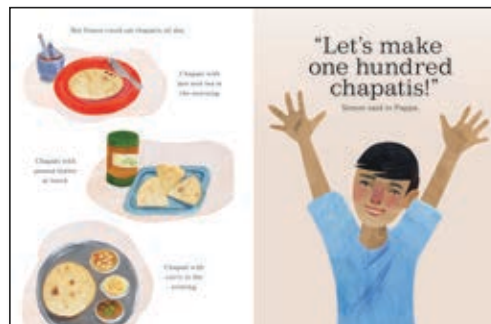 But Simon could eat chapatis all day.
Chapati with
jam and tea in
the morning.
Chapati with
peanut butter
at lunch.
Chapati with
curry in the
evening.
“Let’s make
one hundred
chapatis!”
Simon said to Pappa.